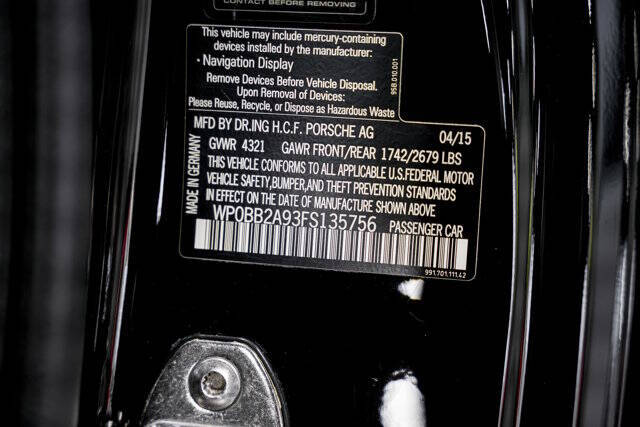 CONTACT BEFORE REMOVING
This vehicle may include mercury-containing
devices installed by the manufacturer:
• Navigation Display
Remove Devices Before Vehicle Disposal.
Upon Removal of Devices:
Please Reuse, Recycle, or Dispose as Hazardous Waste
958.010.001
MFD BY DR.ING H.C.F. PORSCHE AG 04/15
GVWR 4321 GAWR FRONT/REAR 1742/2679 LBS
THIS VEHICLE CONFORMS TO ALL APPLICABLE U.S.FEDERAL MOTOR
VEHICLE SAFETY,BUMPER,AND THEFT PREVENTION STANDARDS
IN EFFECT ON THE DATE OF MANUFACTURE SHOWN ABOVE.
WP0BB2A93FS135756 PASSENGER CAR
MADE IN GERMANY
991.701.111.42